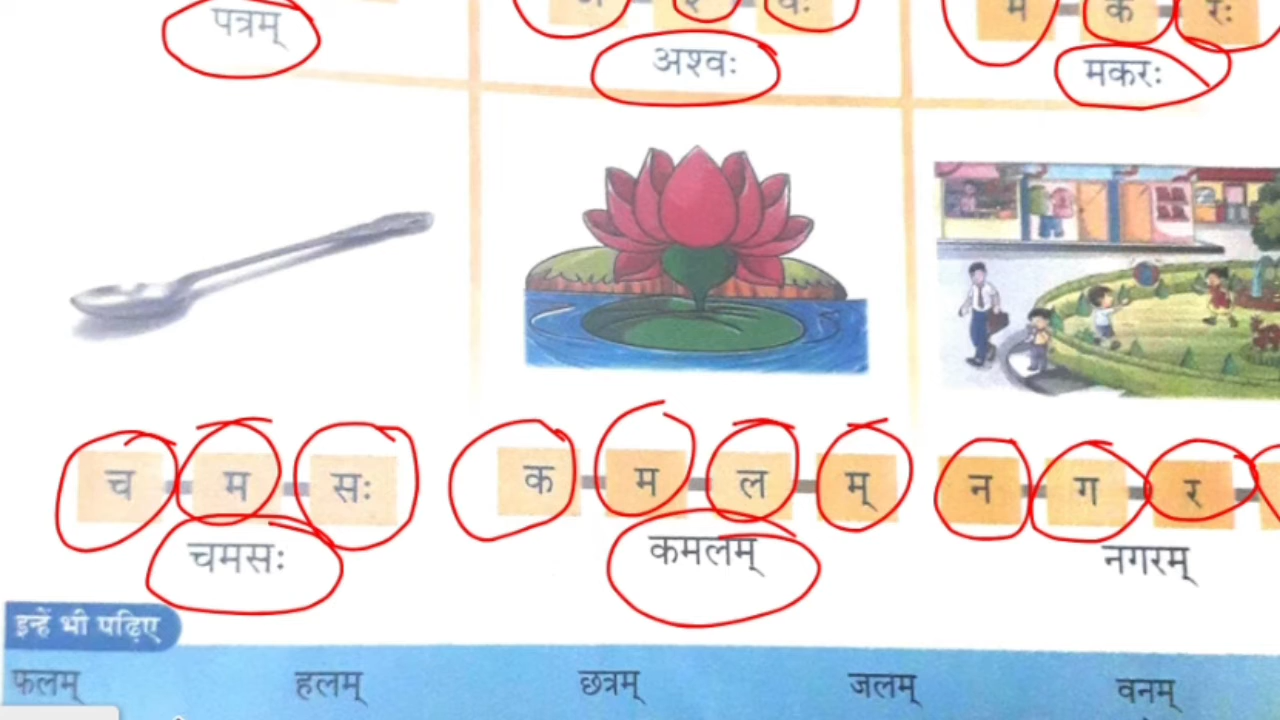 पत्रम्
अश्वः
म क रः
मकरः
च म सः
क म ल म्
न ग र
चमसः
कमलम्
नगरम्
इन्हें भी पढ़िए
फलम् हलम् छत्रम् जलम् वनम्